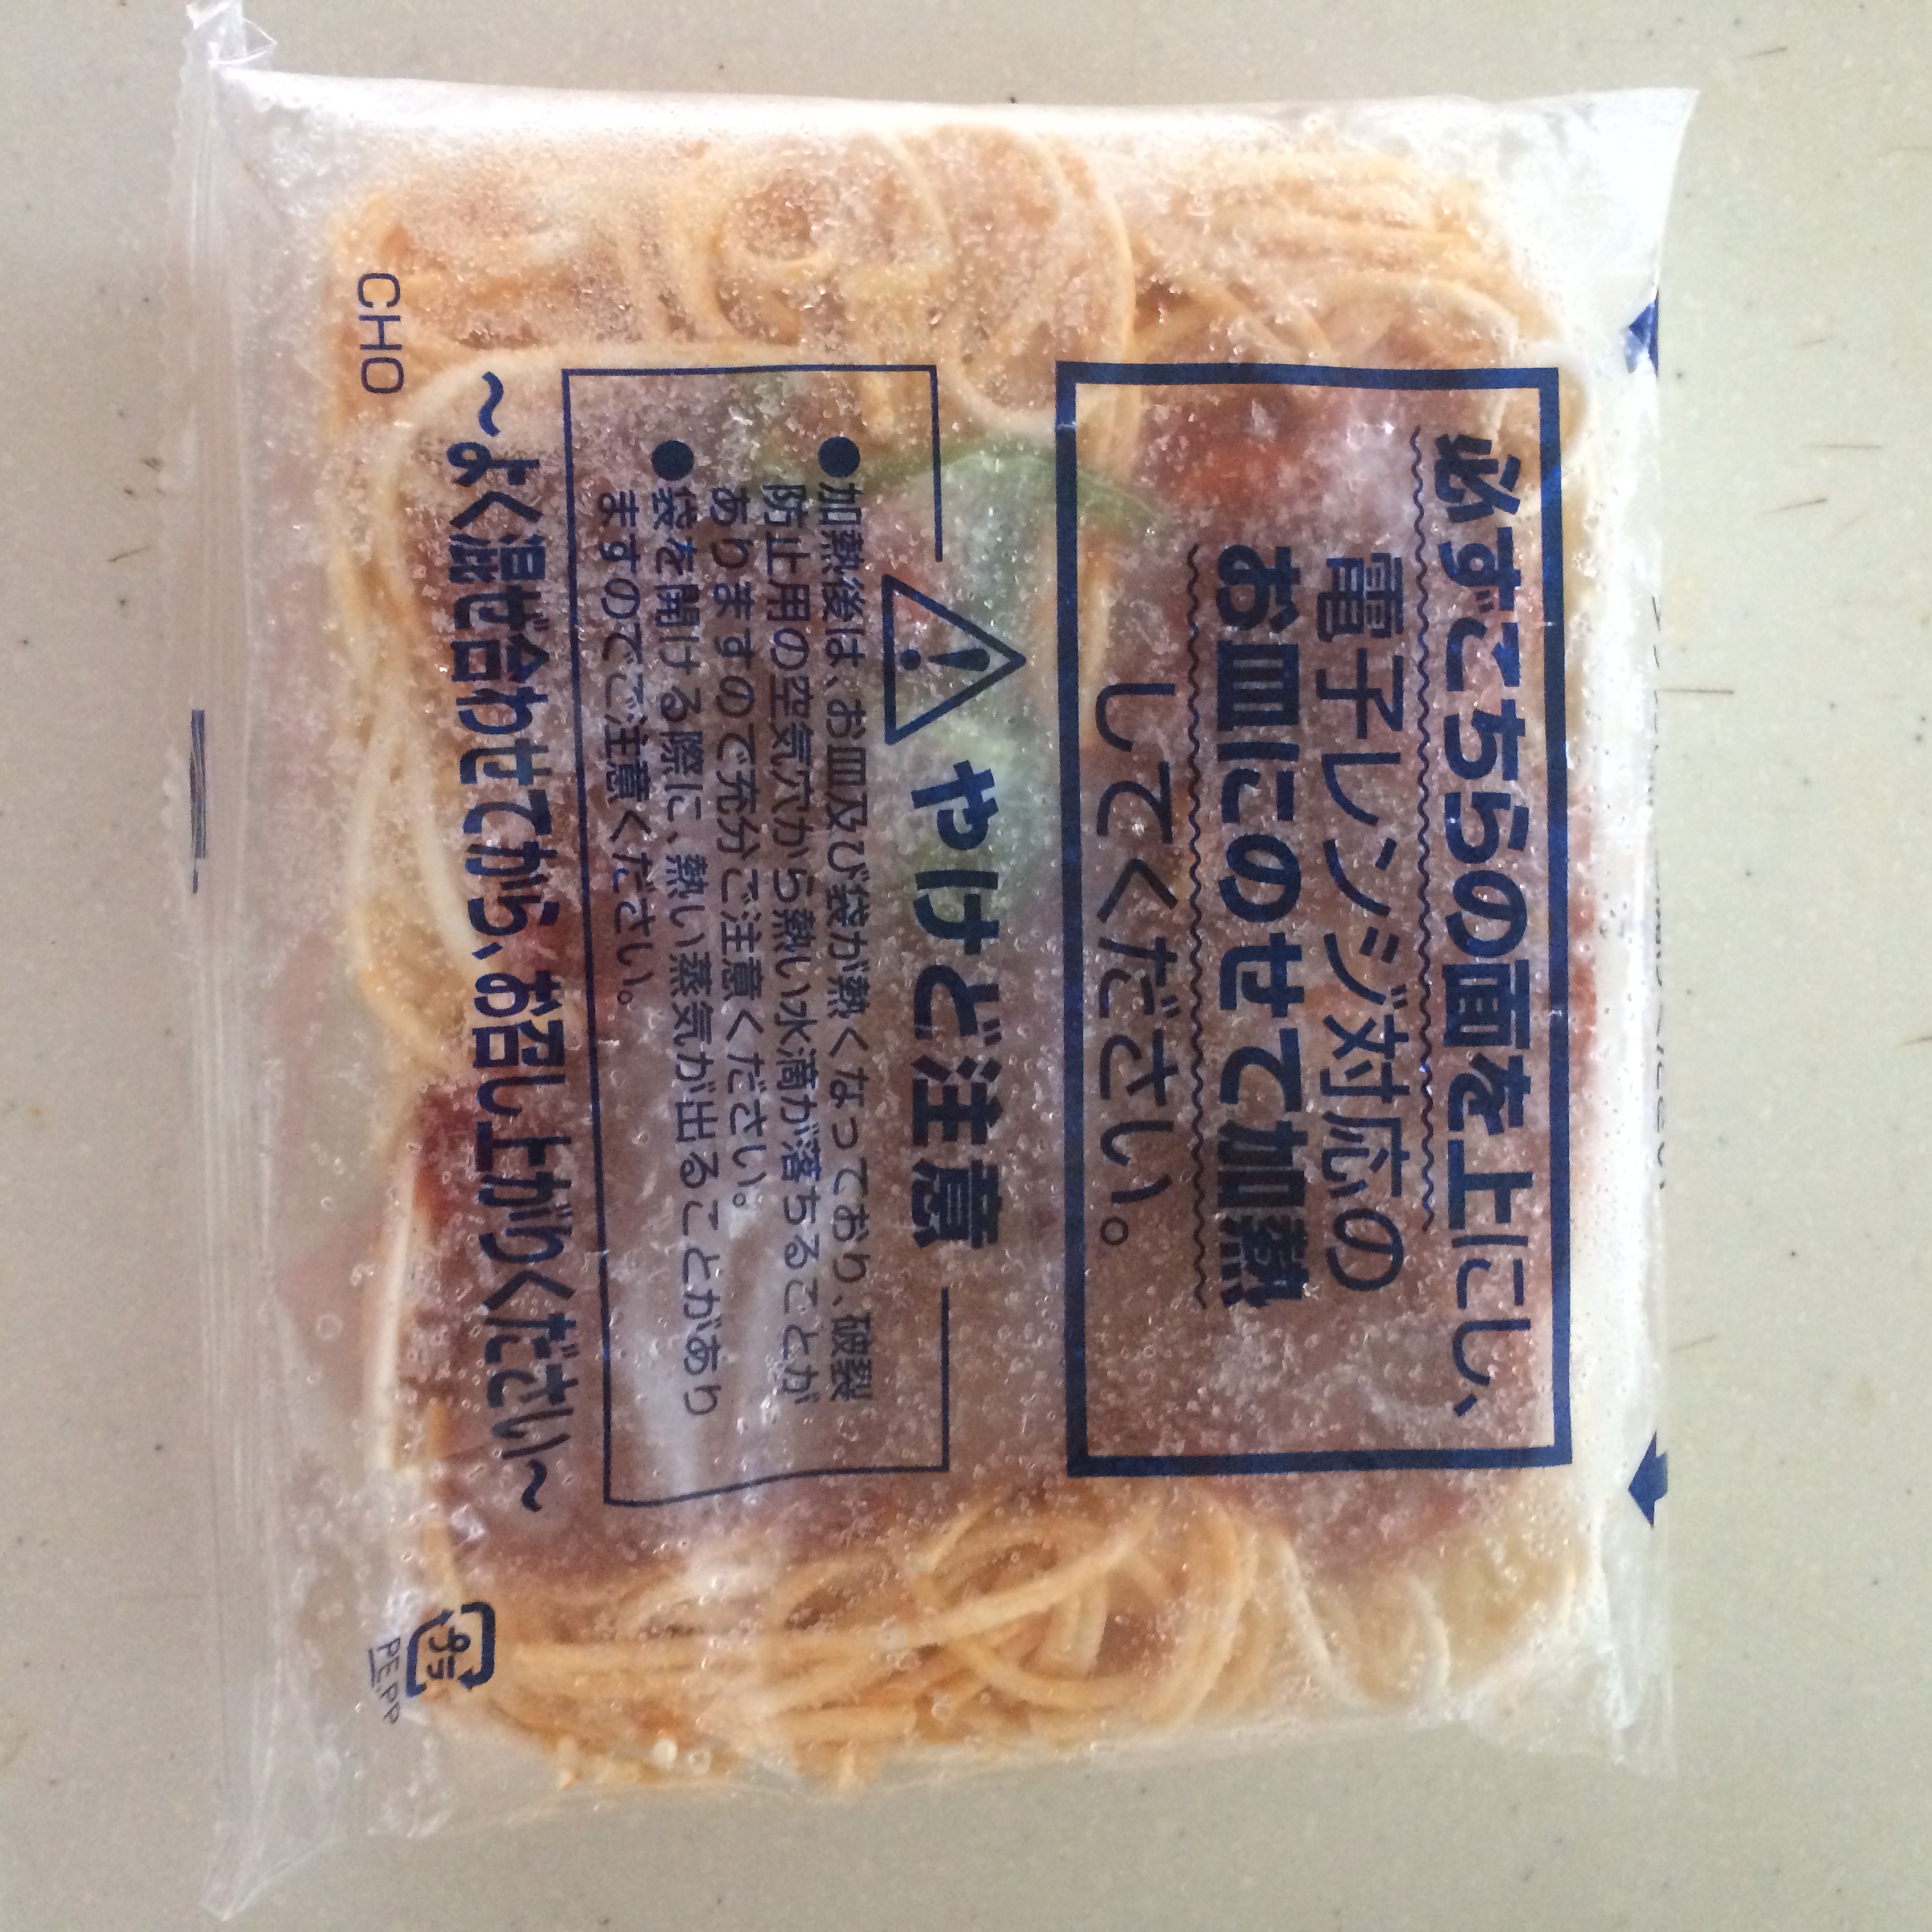 必ずこちらの面を上にし、
電子レンジ対応の
お皿にのせて加熱
してください。
やけど注意
●加熱後は、お皿及び袋が熱くなっており、破裂
防止用の空気穴から熱い水滴が落ちることが
ありますので充分ご注意ください。
●袋を開ける際に、熱い蒸気が出ることがあり
ますのでご注意ください。
~よく混ぜ合わせてから、お召し上がりください~
CHO
プラ
PE,PP